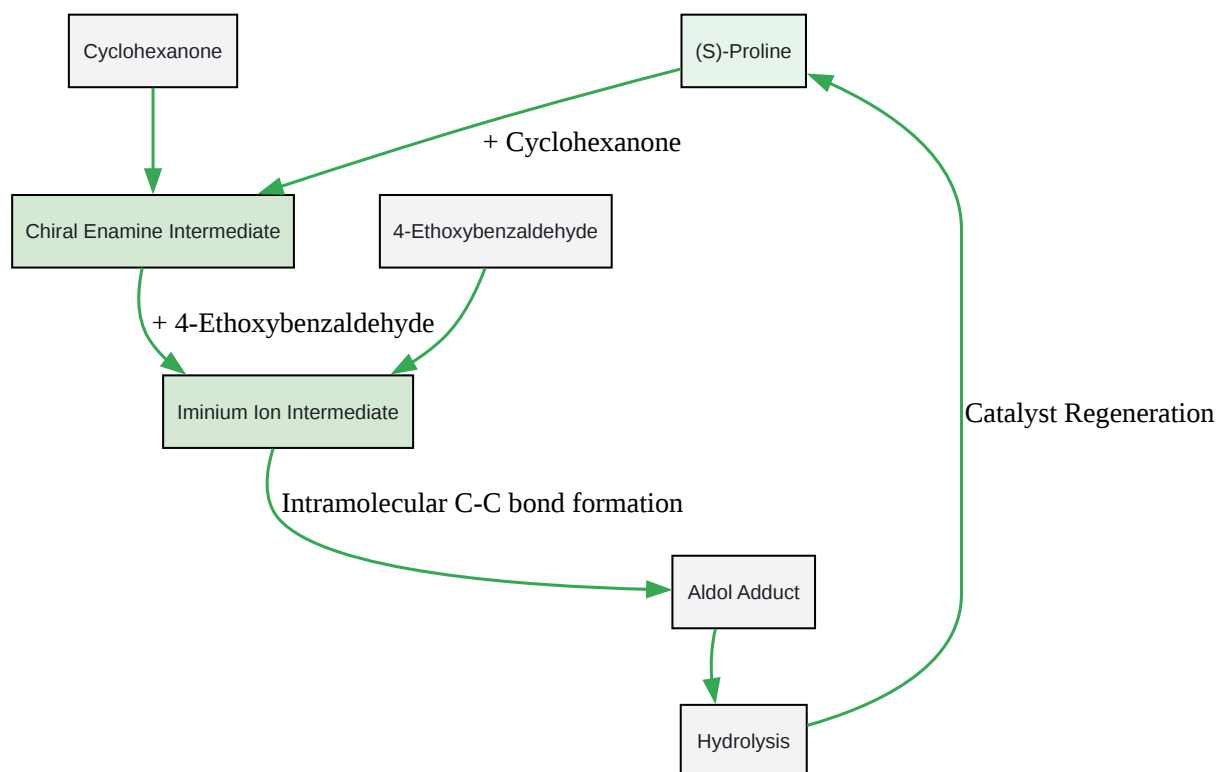 Cyclohexanone
(S)-Proline
+ Cyclohexanone
Chiral Enamine Intermediate
4-Ethoxybenzaldehyde
+ 4-Ethoxybenzaldehyde
Iminium Ion Intermediate
Catalyst Regeneration
Intramolecular C-C bond formation
Aldol Adduct
Hydrolysis